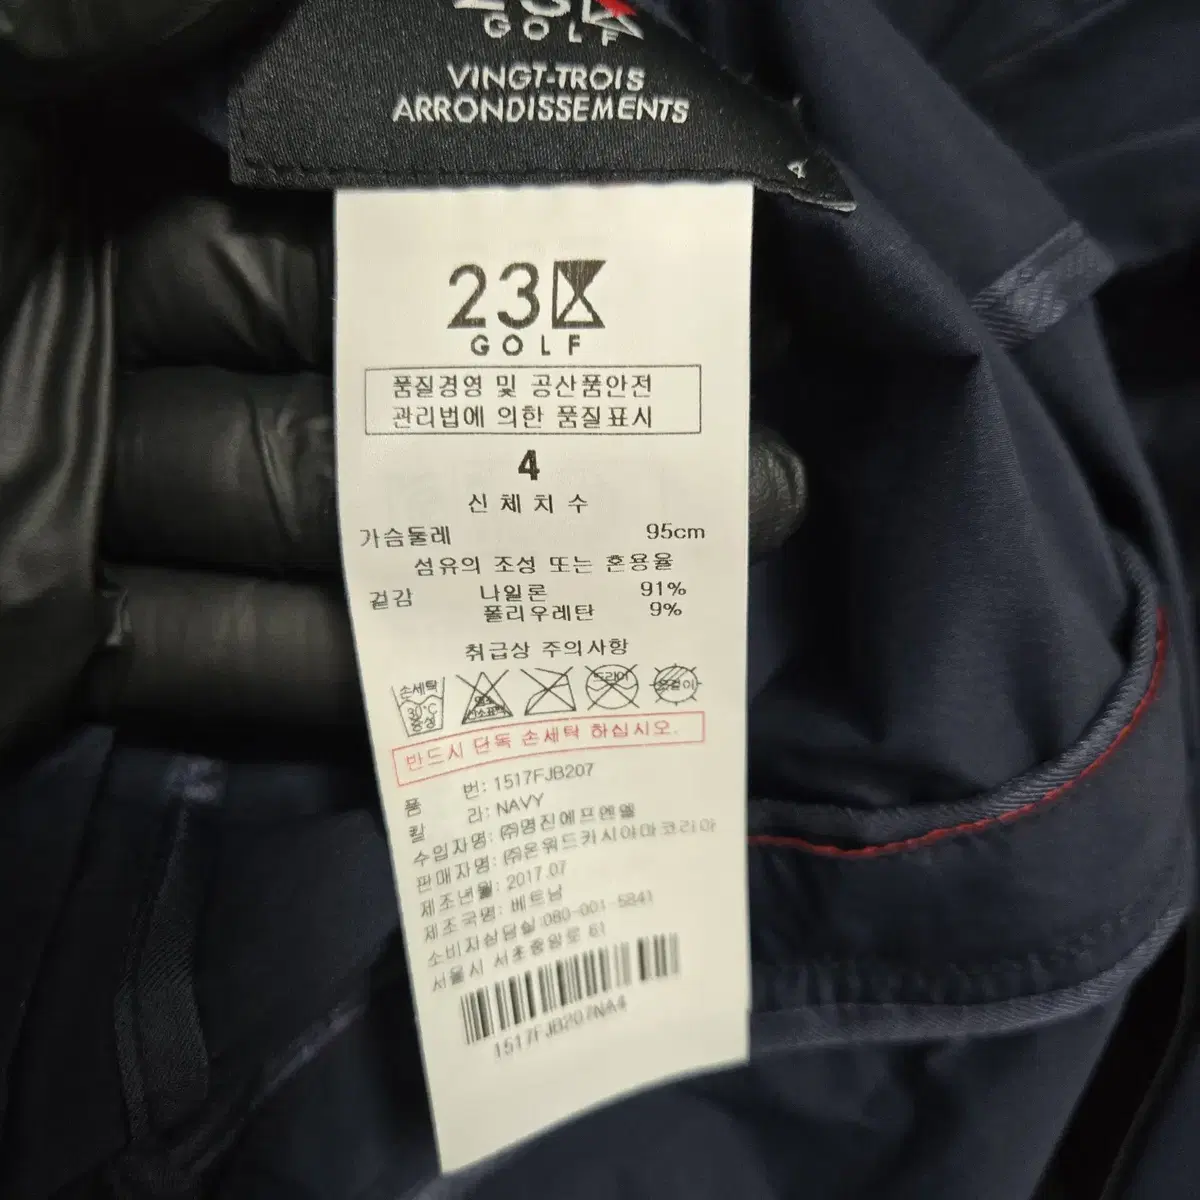 GOLF
VINGT-TROIS
ARRONDISSEMENTS
4
23
GOLF
품질경영 및 공산품안전
관리법에 의한 품질표시
4
신체치수
가슴둘레 95cm
섬유의 조성 또는 혼용율
겉감 나일론 91%
폴리우레탄 9%
취급상 주의사항
손세탁 30℃ 중성 드라이
반드시 단독 손세탁 하십시오.
품 번: 1517FJB207
칼 라: NAVY
수입자명: (주)명진에프엔엘
판매자명: (주)온워드카시야마코리아
제조년월: 2017.07
제조국명: 베트남
소비자상담실 080-001-5841
서울시 서초중앙로 61
1517FJB207NA4